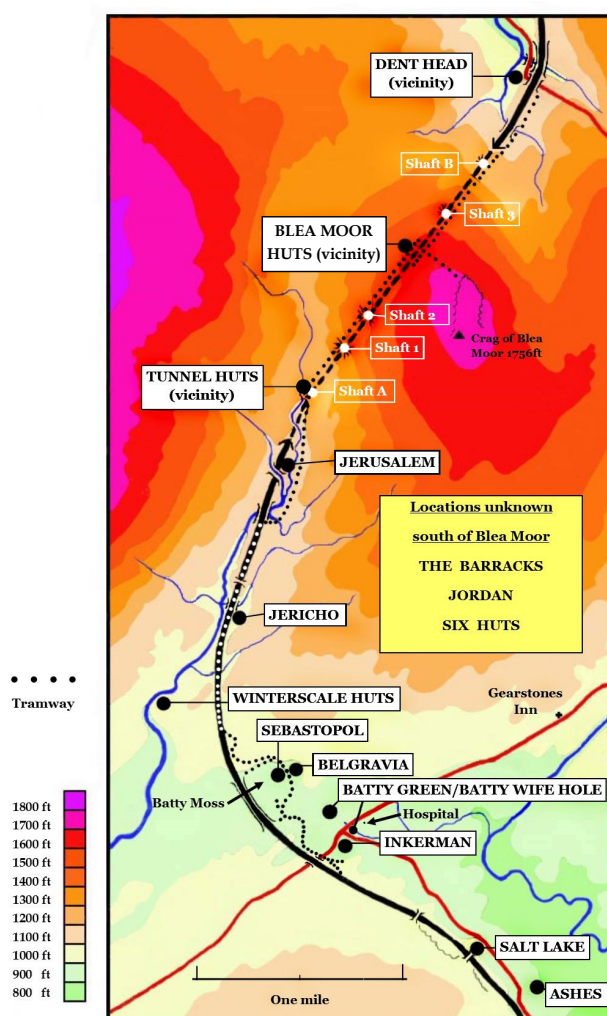 DENT HEAD
(vicinity)
Shaft B
Shaft 3
BLEA MOOR
HUTS (vicinity)
Shaft 2
Crag of Blea
Moor 1756ft
Shaft 1
TUNNEL HUTS
(vicinity)
Shaft A
JERUSALEM
Locations unknown
south of Blea Moor
THE BARRACKS
JORDAN
SIX HUTS
JERICHO
Tramway
WINTERSCALE HUTS
Gearstones
Inn
SEBASTOPOL
BELGRAVIA
Batty Moss
BATTY GREEN/BATTY WIFE HOLE
Hospital
INKERMAN
1800 ft
1700 ft
1600 ft
1500 ft
1400 ft
1300 ft
1200 ft
1100 ft
1000 ft
900 ft
800 ft
SALT LAKE
ASHES
One mile